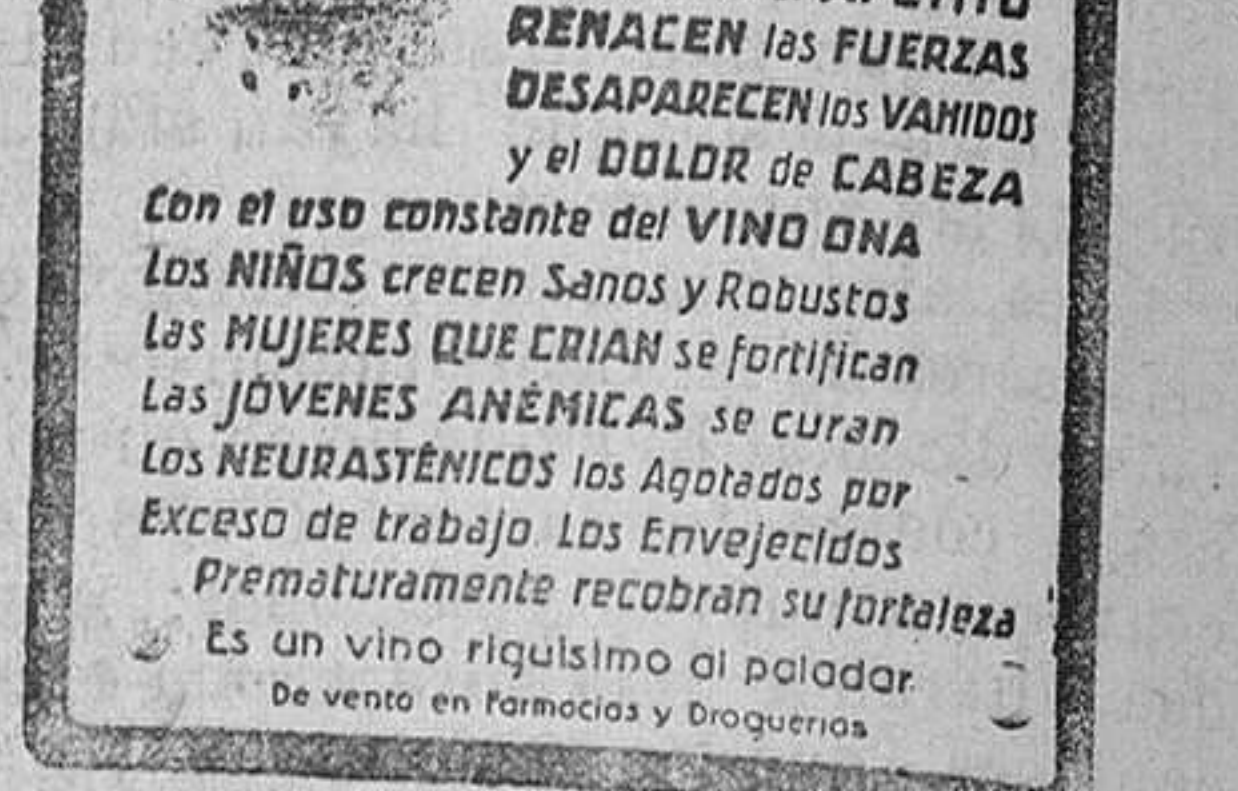 RENACEN las FUERZAS
DESAPARECEN los VAHIDOS
y el DOLOR de CABEZA
Con el uso constante del VINO ONA
Los NIÑOS crecen Sanos y Robustos
Las MUJERES QUE CRIAN se fortifican
Las JÓVENES ANÉMICAS se curan
Los NEURASTÉNICOS los Agotados por
Exceso de trabajo. Los Envejecidos
Prematuramente recobran su fortaleza
Es un vino riquisimo al paladar.
De venta en Farmacias y Droguerias